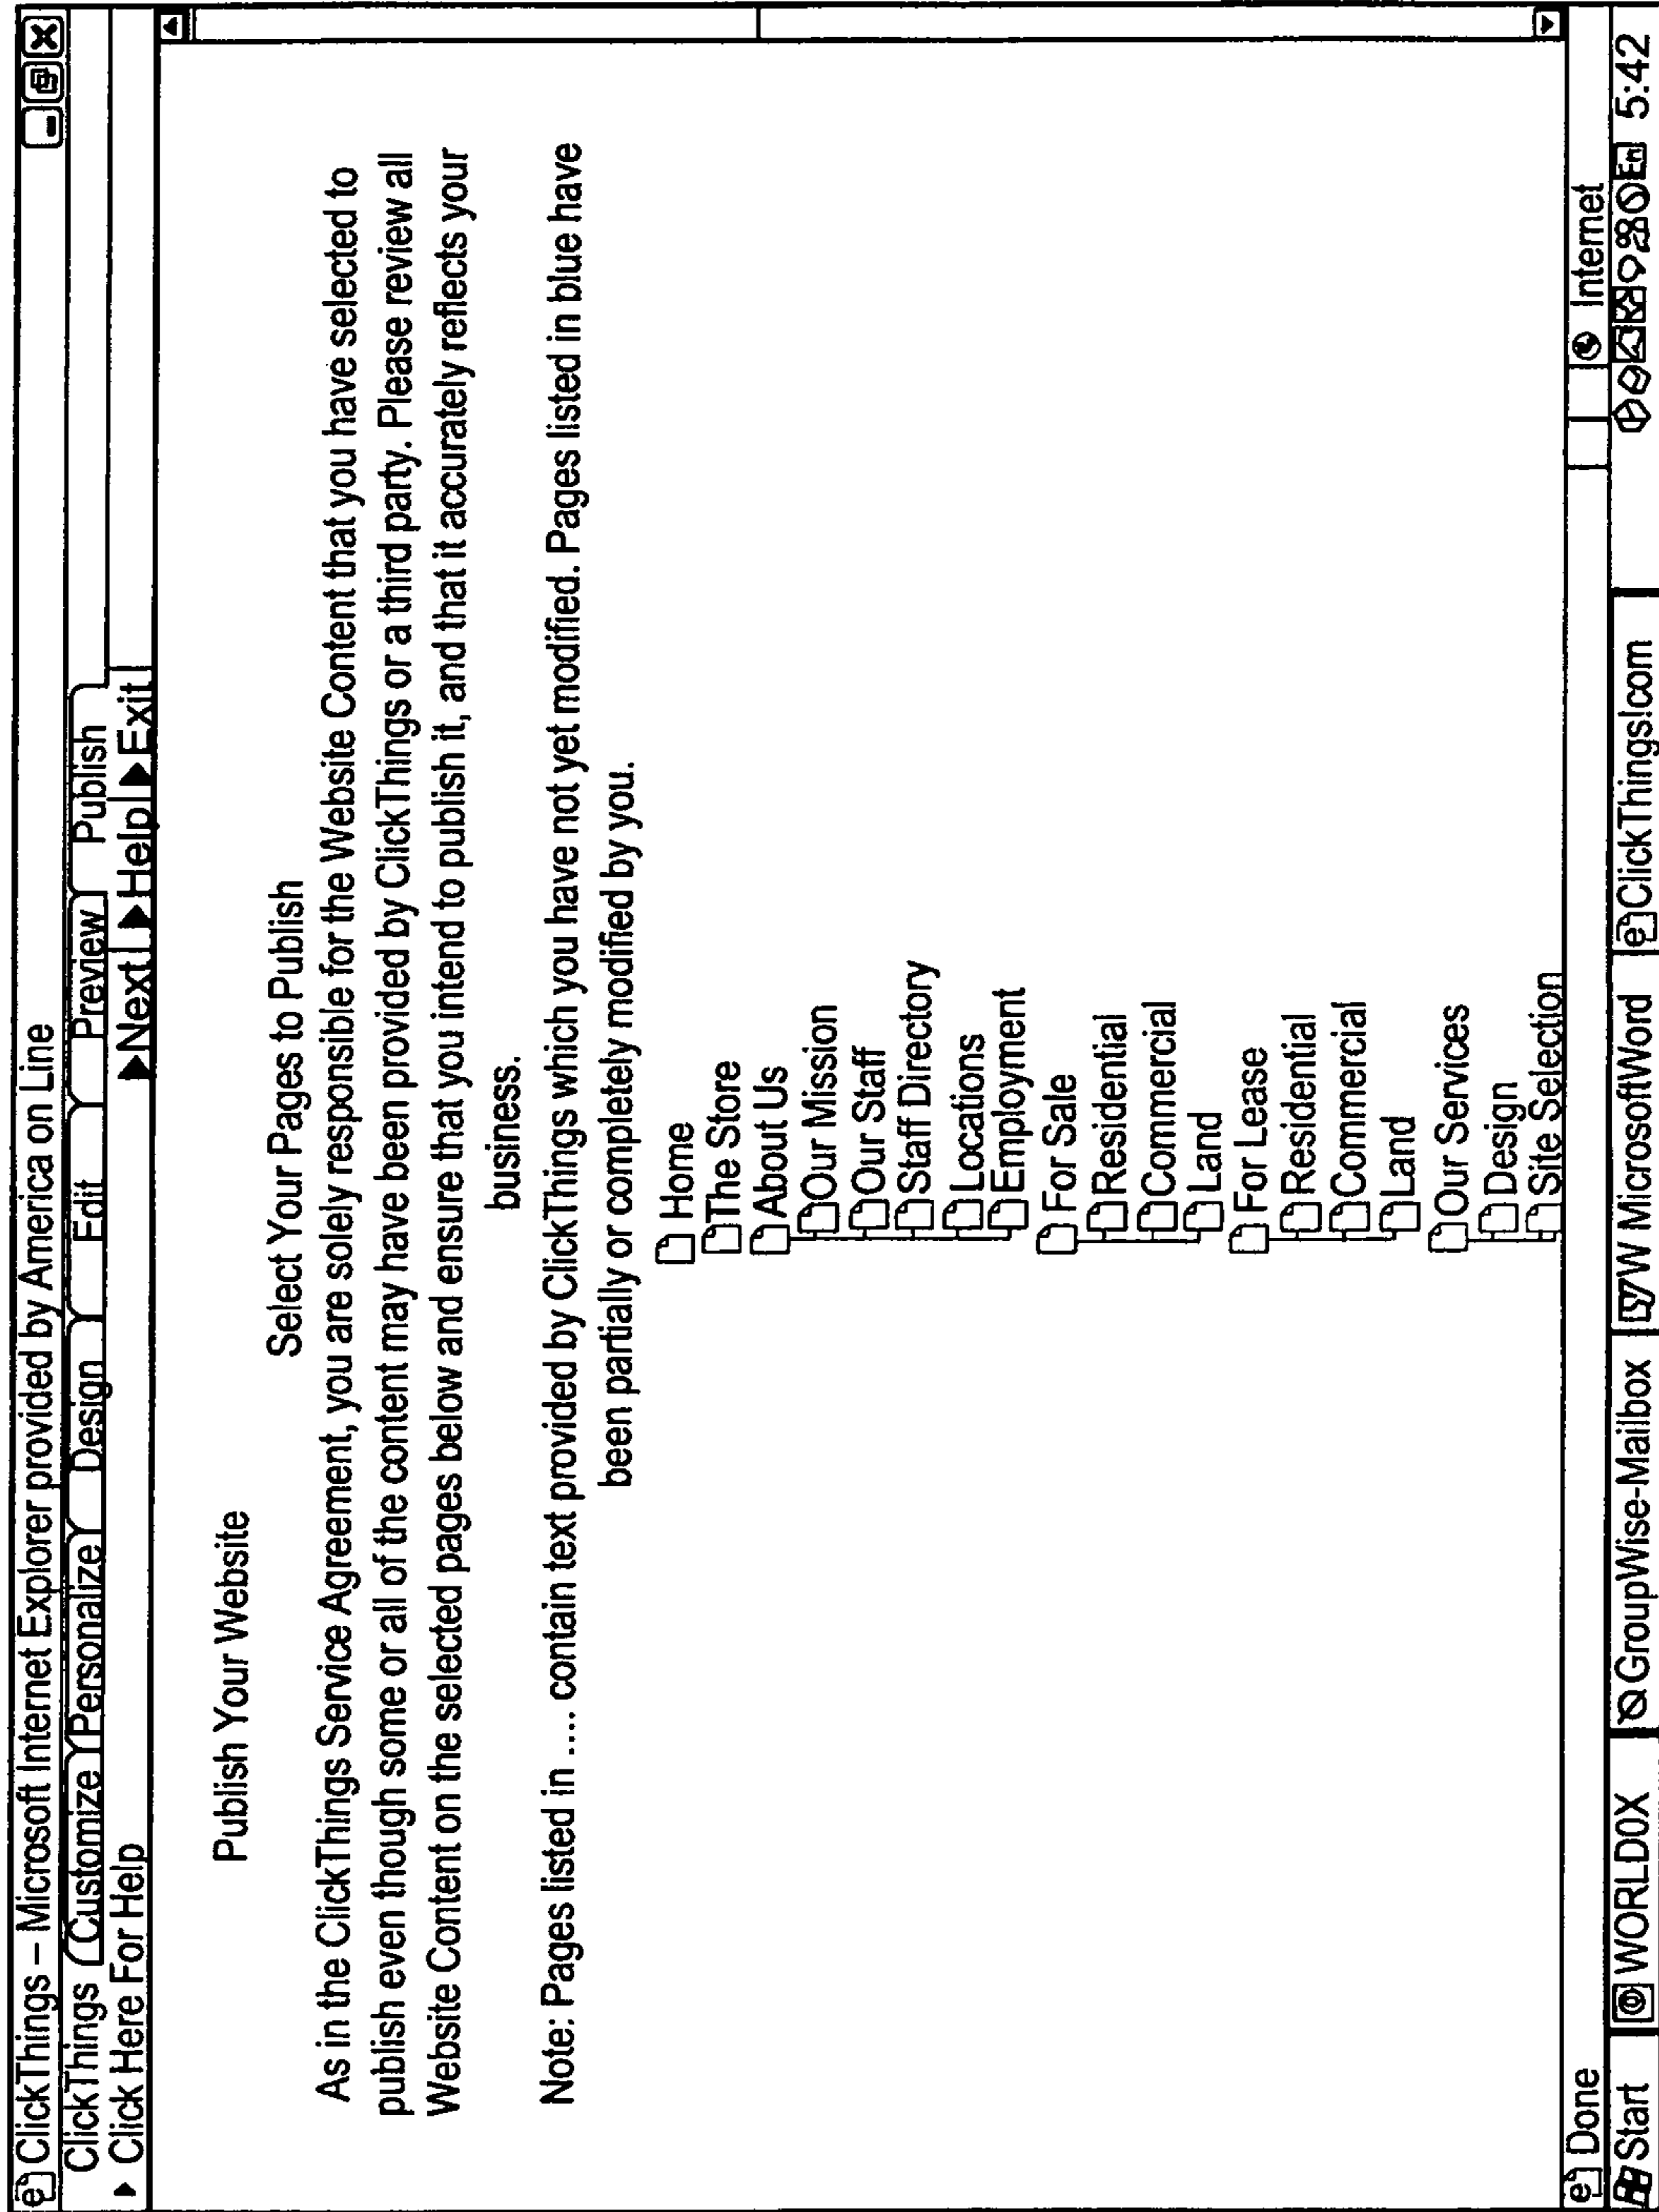 ClickThings – Microsoft Internet Explorer provided by America on Line
ClickThings Customize Personalize Design Edit Preview Publish
Click Here For Help Next Help Exit
Publish Your Website
Select Your Pages to Publish
As in the ClickThings Service Agreement, you are solely responsible for the Website Content that you have selected to
publish even though some or all of the content may have been provided by ClickThings or a third party. Please review all
Website Content on the selected pages below and ensure that you intend to publish it, and that it accurately reflects your
business.
Note: Pages listed in .... contain text provided by ClickThings which you have not yet modified. Pages listed in blue have
been partially or completely modified by you.
Home
The Store
About Us
Our Mission
Our Staff
Staff Directory
Locations
Employment
For Sale
Residential
Commercial
Land
For Lease
Residential
Commercial
Land
Our Services
Design
Site Selection
Done Internet
Start WORLDOX GroupWise-Mailbox W MicrosoftWord ClickThings!com En 5:42